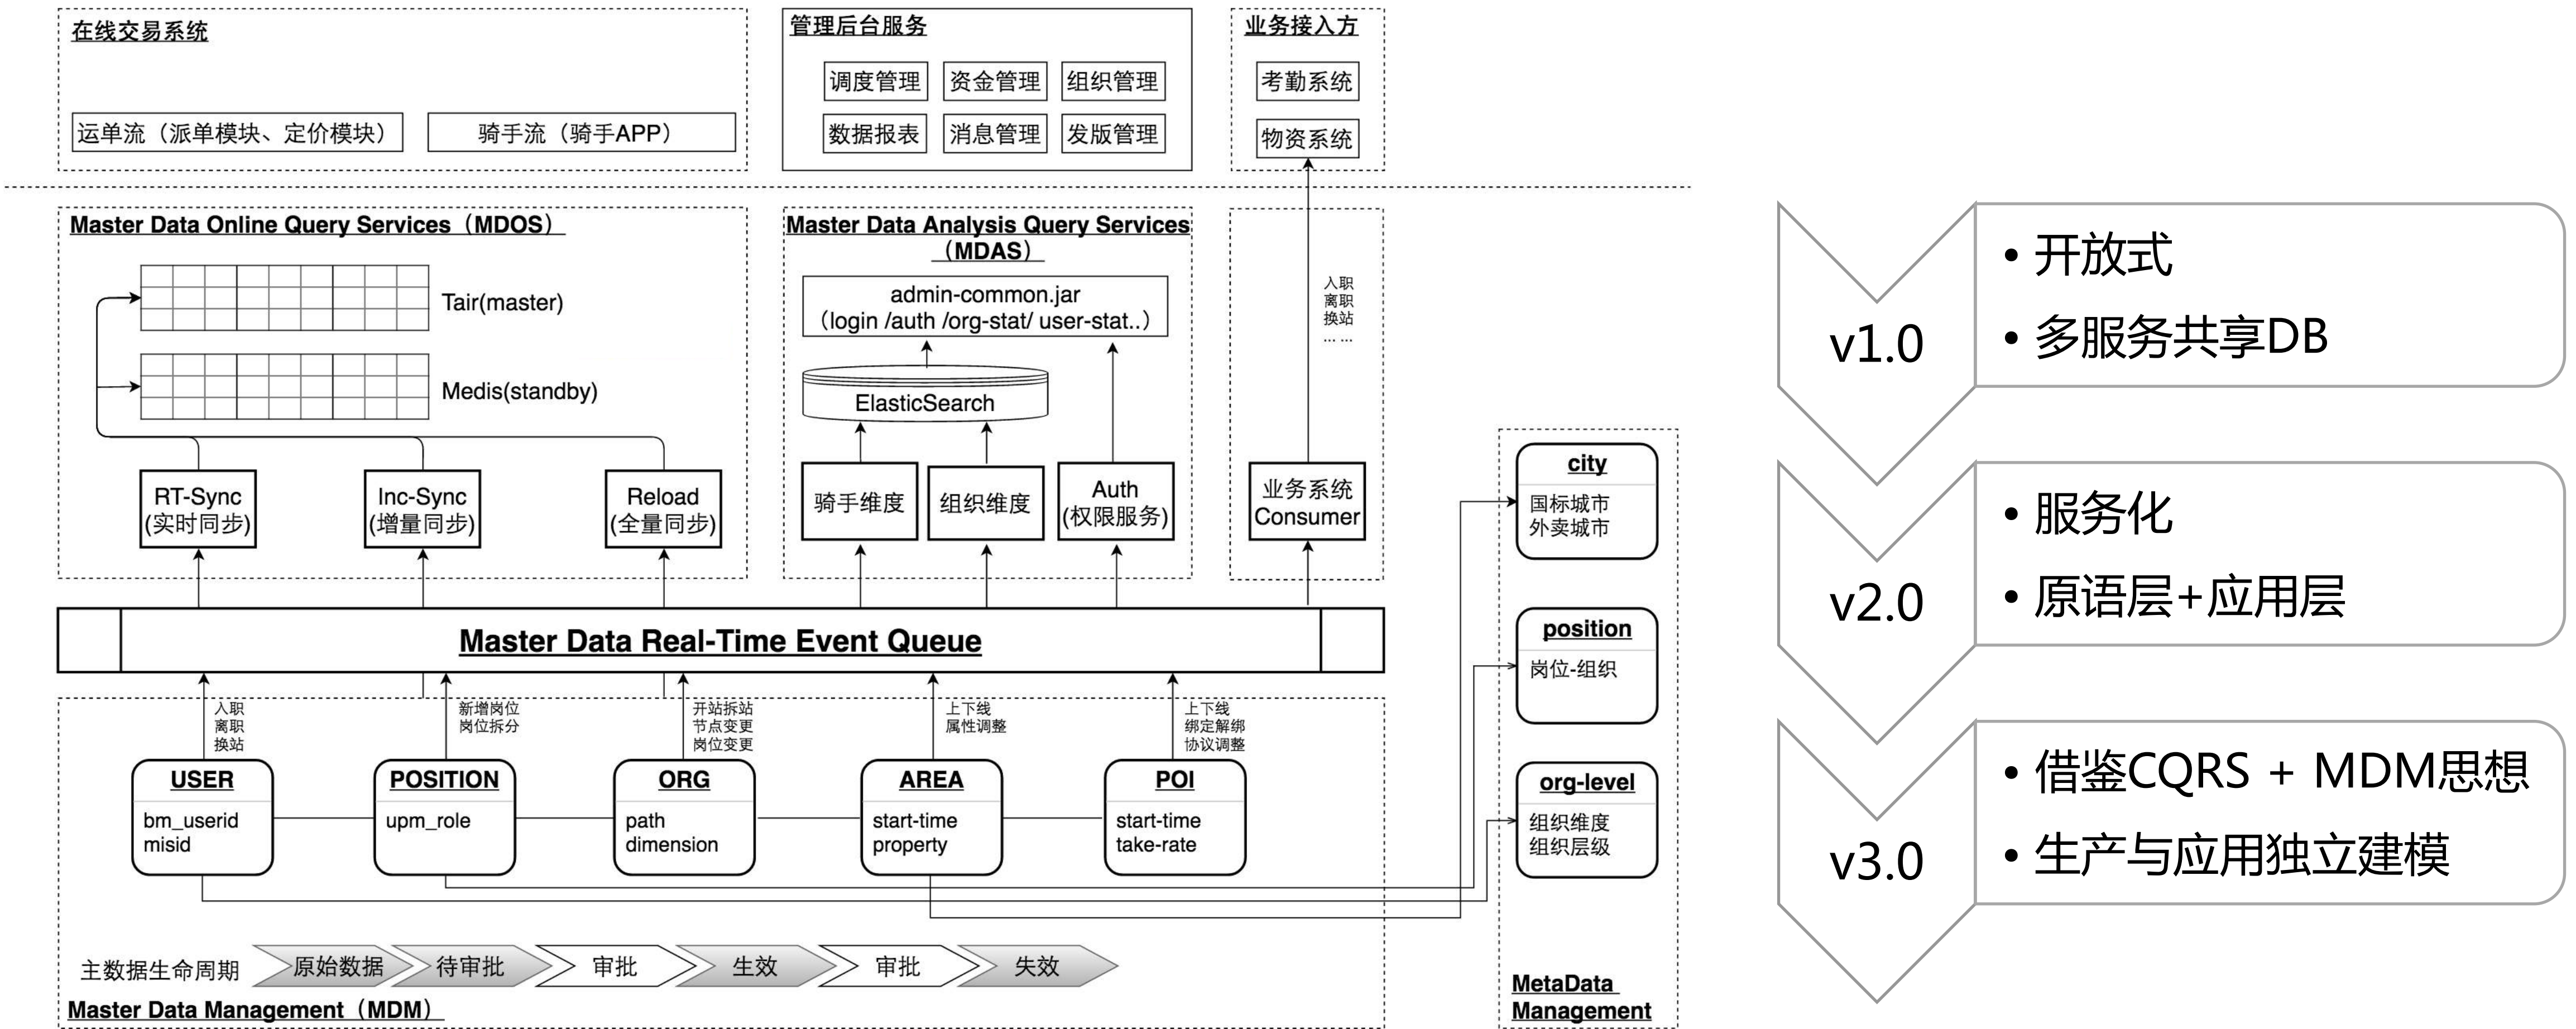 在线交易系统
运单流（派单模块、定价模块）
骑手流（骑手APP）
管理后台服务
调度管理
资金管理
组织管理
数据报表
消息管理
发版管理
业务接入方
考勤系统
物资系统
Master Data Online Query Services（MDOS）
Tair(master)
Medis(standby)
RT-Sync
(实时同步)
Inc-Sync
(增量同步)
Reload
(全量同步)
Master Data Analysis Query Services
（MDAS）
admin-common.jar
（login /auth /org-stat/ user-stat..）
ElasticSearch
骑手维度
组织维度
Auth
(权限服务)
入职
离职
换站
... ...
业务系统
Consumer
Master Data Real-Time Event Queue
入职
离职
换站
新增岗位
岗位拆分
开站拆站
节点变更
岗位变更
上下线
属性调整
上下线
绑定解绑
协议调整
USER
bm_userid
misid
POSITION
upm_role
ORG
path
dimension
AREA
start-time
property
POI
start-time
take-rate
主数据生命周期
原始数据
待审批
审批
生效
审批
失效
Master Data Management（MDM）
city
国标城市
外卖城市
position
岗位-组织
org-level
组织维度
组织层级
MetaData
Management
v1.0
• 开放式
• 多服务共享DB
v2.0
• 服务化
• 原语层+应用层
v3.0
• 借鉴CQRS + MDM思想
• 生产与应用独立建模